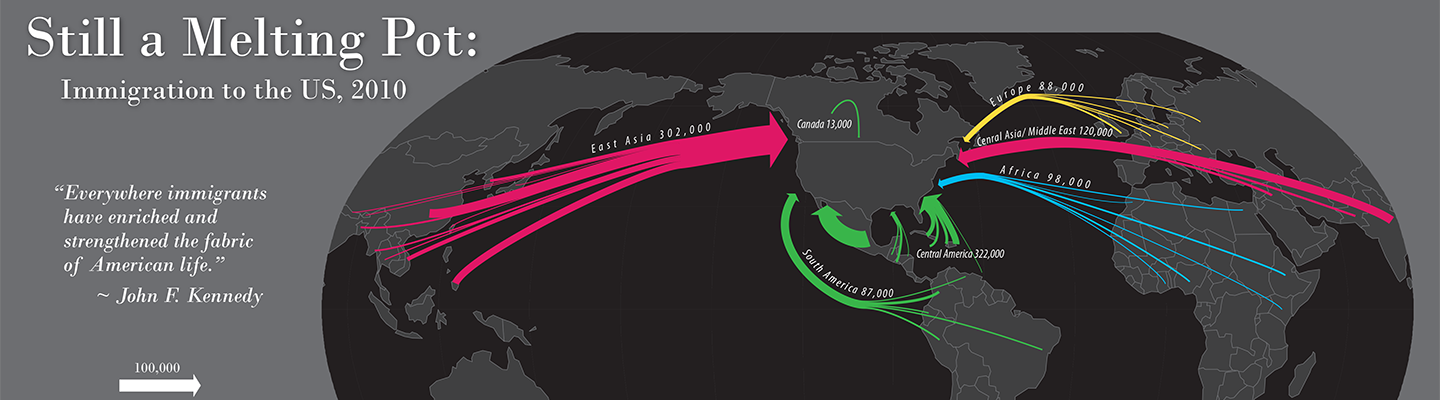 Still a Melting Pot:
Immigration to the US, 2010
“Everywhere immigrants
have enriched and
strengthened the fabric
of American life.”
~ John F. Kennedy
100,000
East Asia 302,000
Canada 13,000
Europe 88,000
Cenral Asia/ Middle East 120,000
Africa 98,000
Central America 322,000
South America 87,000